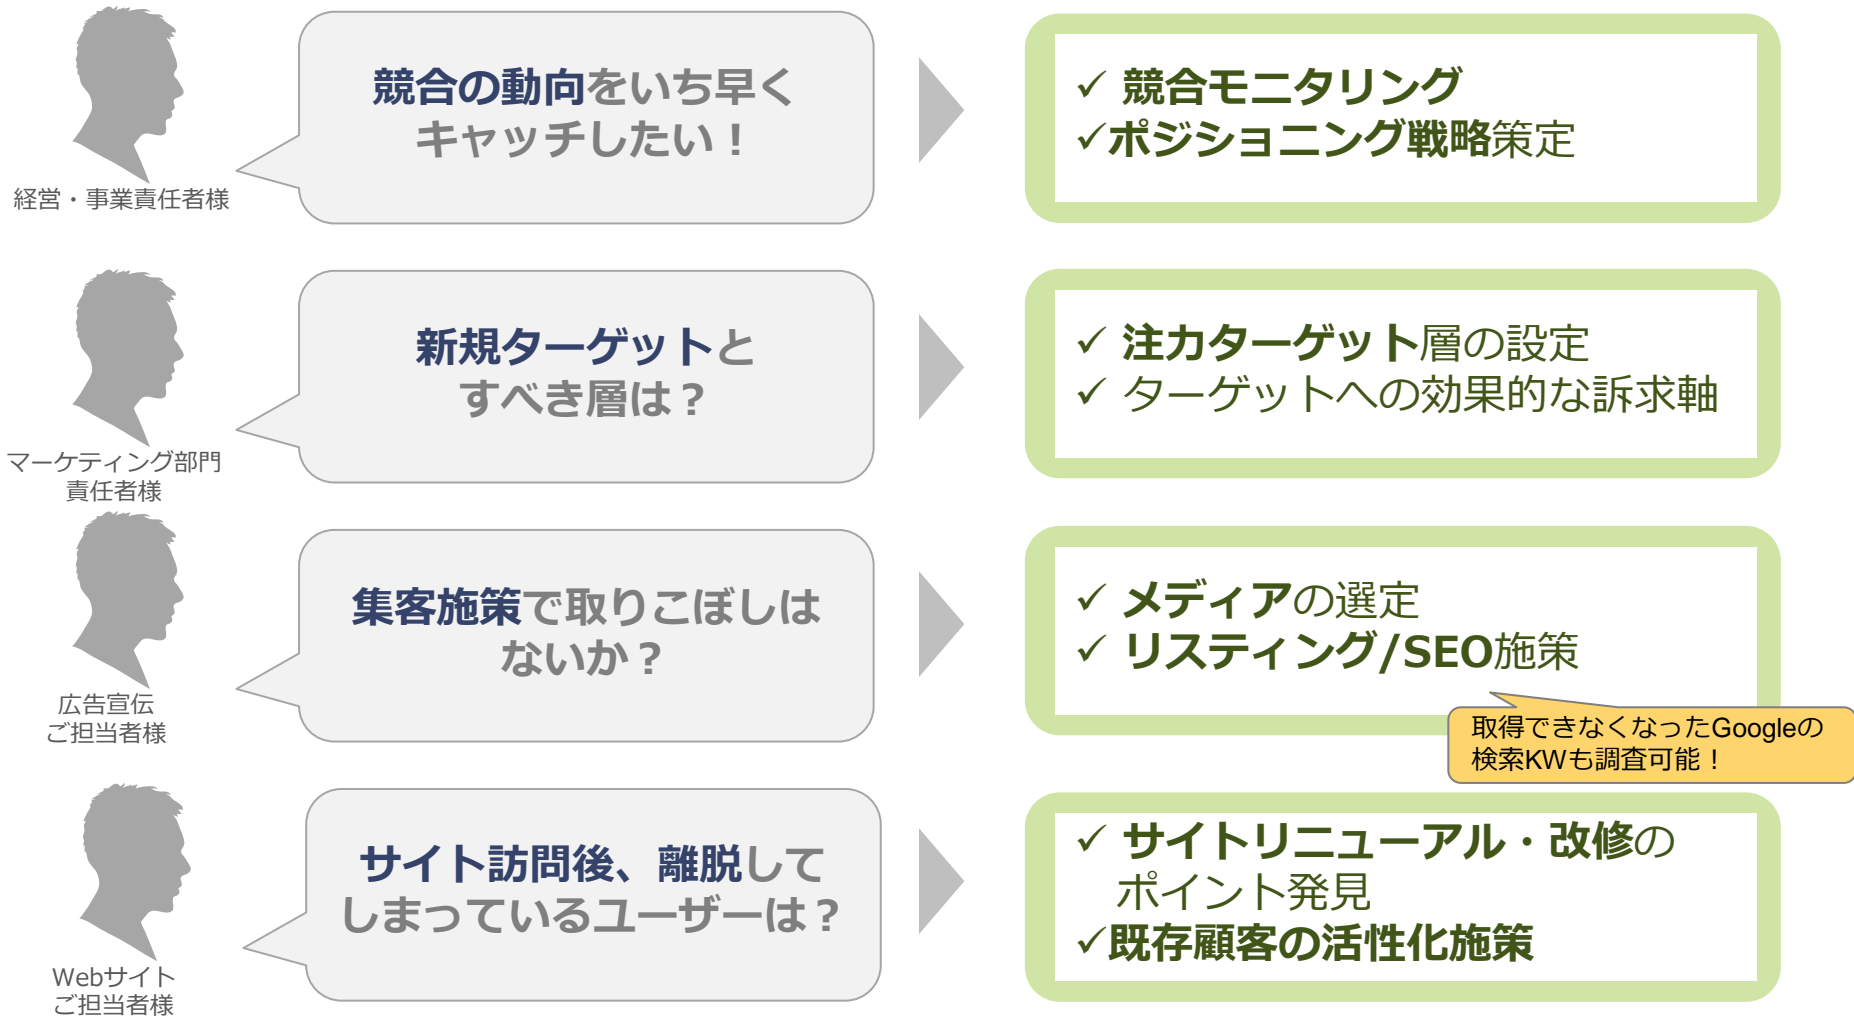 経営・事業責任者様
競合の動向をいち早く
キャッチしたい！
✓ 競合モニタリング
✓ポジショニング戦略策定
マーケティング部門
責任者様
新規ターゲットと
すべき層は？
✓ 注力ターゲット層の設定
✓ ターゲットへの効果的な訴求軸
広告宣伝
ご担当者様
集客施策で取りこぼしは
ないか？
✓ メディアの選定
✓ リスティング/SEO施策
取得できなくなったGoogleの
検索KWも調査可能！
Webサイト
ご担当者様
サイト訪問後、離脱して
しまっているユーザーは？
✓ サイトリニューアル・改修の
ポイント発見
✓既存顧客の活性化施策